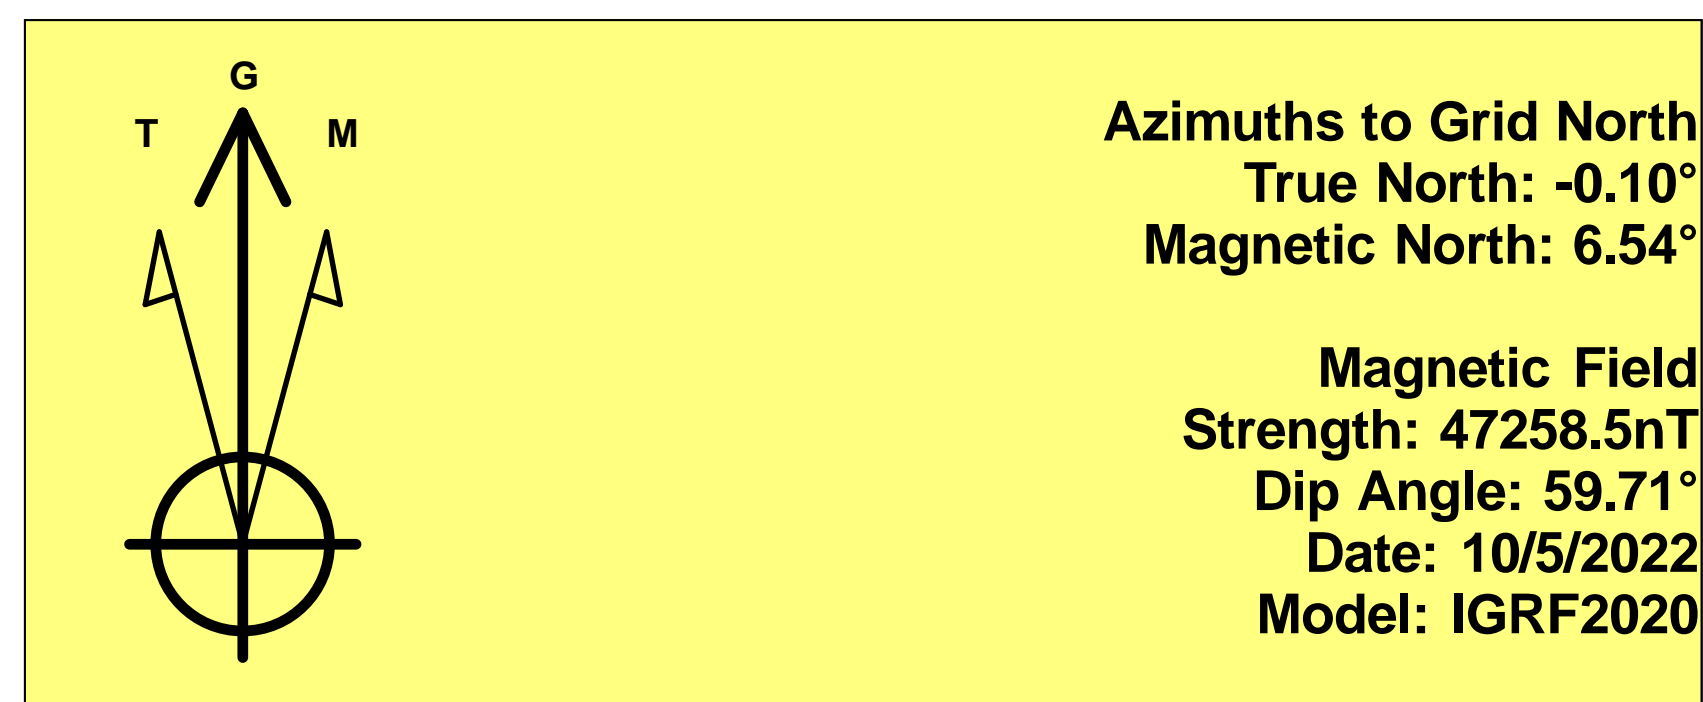 G
T M
Azimuths to Grid North
True North: -0.10°
Magnetic North: 6.54°
Magnetic Field
Strength: 47258.5nT
Dip Angle: 59.71°
Date: 10/5/2022
Model: IGRF2020